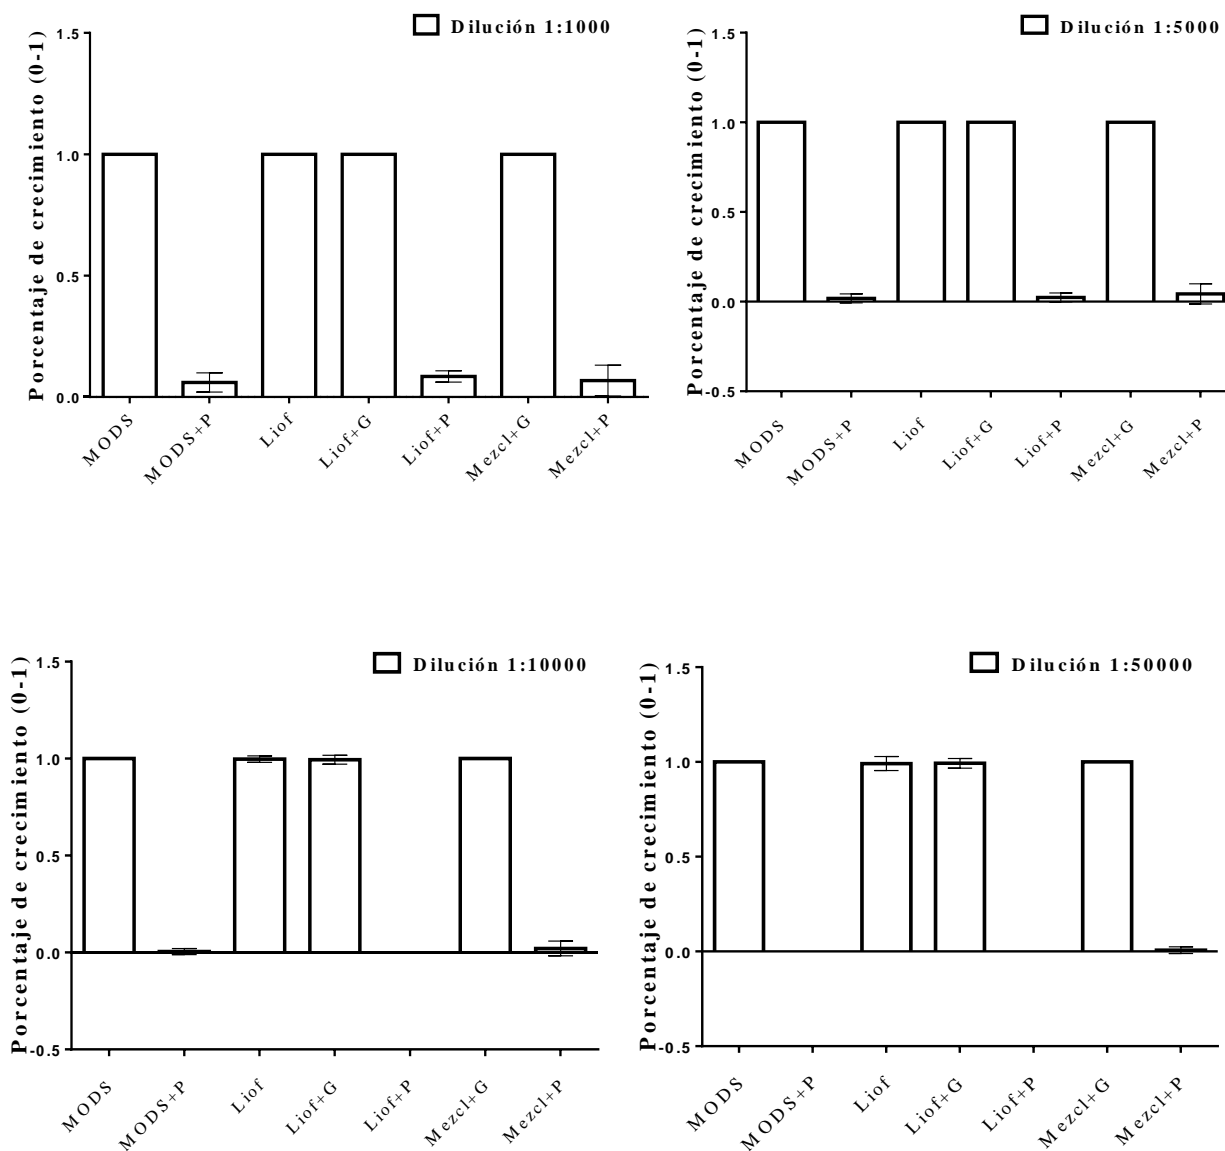 Dilución 1:1000
Porcentaje de crecimiento (0-1)
1.5
1.0
0.5
0.0
MODS
MODS+P
Liof
Liof+G
Liof+P
Mezcl+G
Mezcl+P
Dilución 1:5000
Porcentaje de crecimiento (0-1)
1.5
1.0
0.5
0.0
-0.5
MODS
MODS+P
Liof
Liof+G
Liof+P
Mezcl+G
Mezcl+P
Dilución 1:10000
Porcentaje de crecimiento (0-1)
1.5
1.0
0.5
0.0
-0.5
MODS
MODS+P
Liof
Liof+G
Liof+P
Mezcl+G
Mezcl+P
Dilución 1:50000
Porcentaje de crecimiento (0-1)
1.5
1.0
0.5
0.0
-0.5
MODS
MODS+P
Liof
Liof+G
Liof+P
Mezcl+G
Mezcl+P